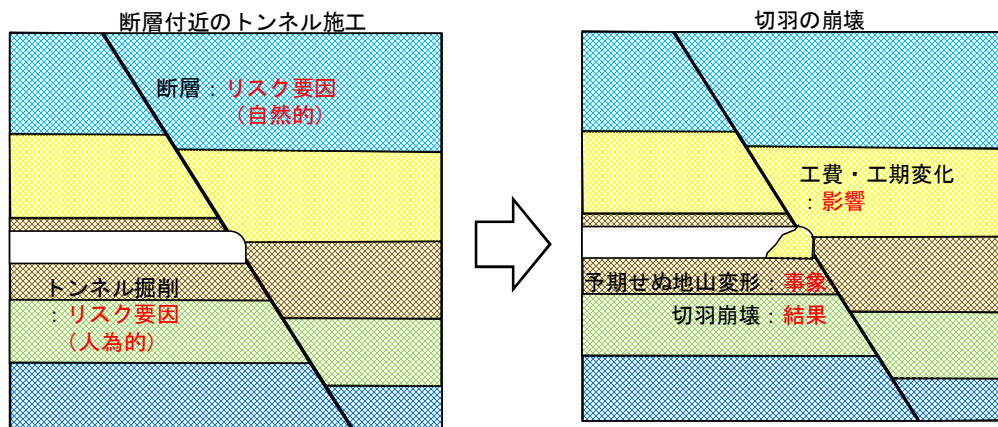 断層付近のトンネル施工
断層：リスク要因
（自然的）
トンネル掘削
：リスク要因
（人為的）
切羽の崩壊
工費・工期変化
：影響
予期せぬ地山変形：事象
切羽崩壊：結果